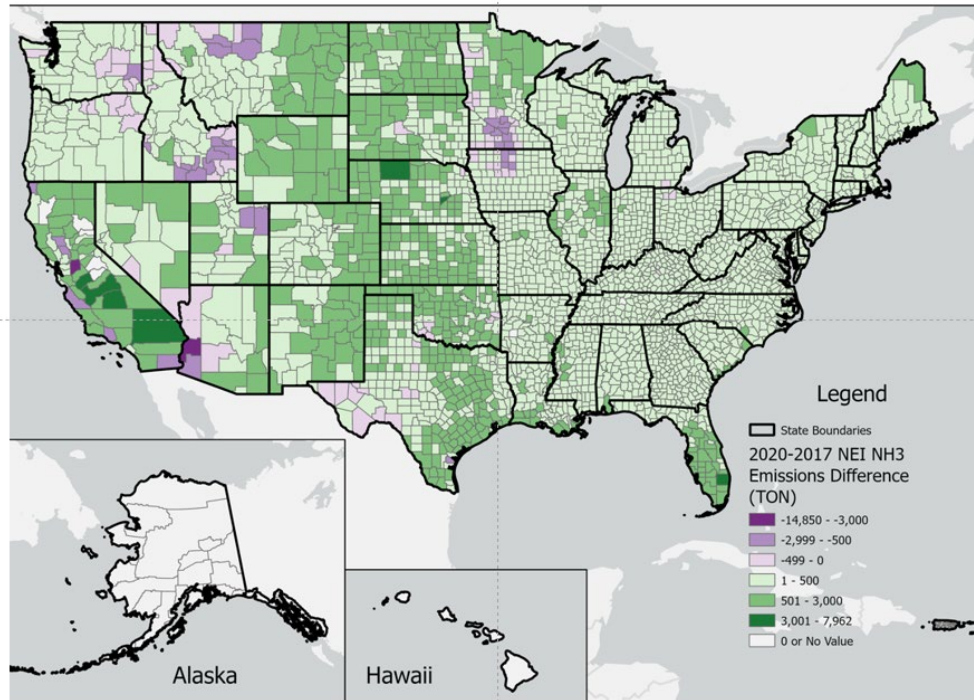 Legend
State Boundaries
2020-2017 NEI NH3
Emissions Difference
(TON)
-14,850 - -3,000
-2,999 - -500
-499 - 0
1 - 500
501 - 3,000
3,001 - 7,962
0 or No Value
Alaska
Hawaii